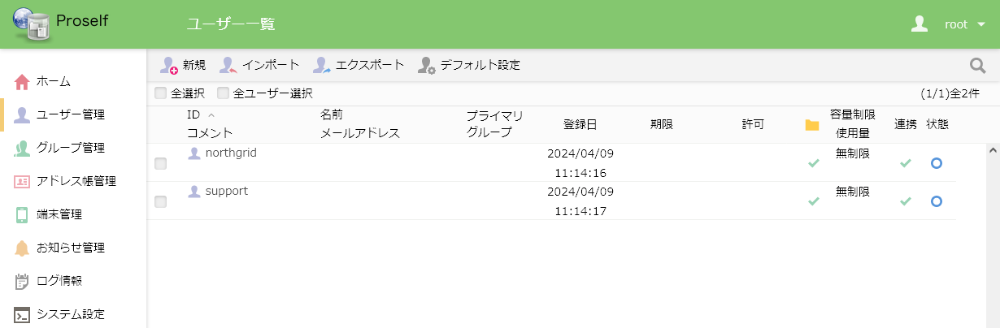 Proself
ユーザー一覧
root
ホーム
ユーザー管理
グループ管理
アドレス帳管理
端末管理
お知らせ管理
ログ情報
システム設定
新規 インポート エクスポート デフォルト設定
全選択 全ユーザー選択 (1/1)全2件
ID 名前 プライマリ 登録日 期限 許可 容量制限 連携 状態
コメント メールアドレス グループ 使用量
northgrid 2024/04/09 無制限
11:14:16
support 2024/04/09 無制限
11:14:17